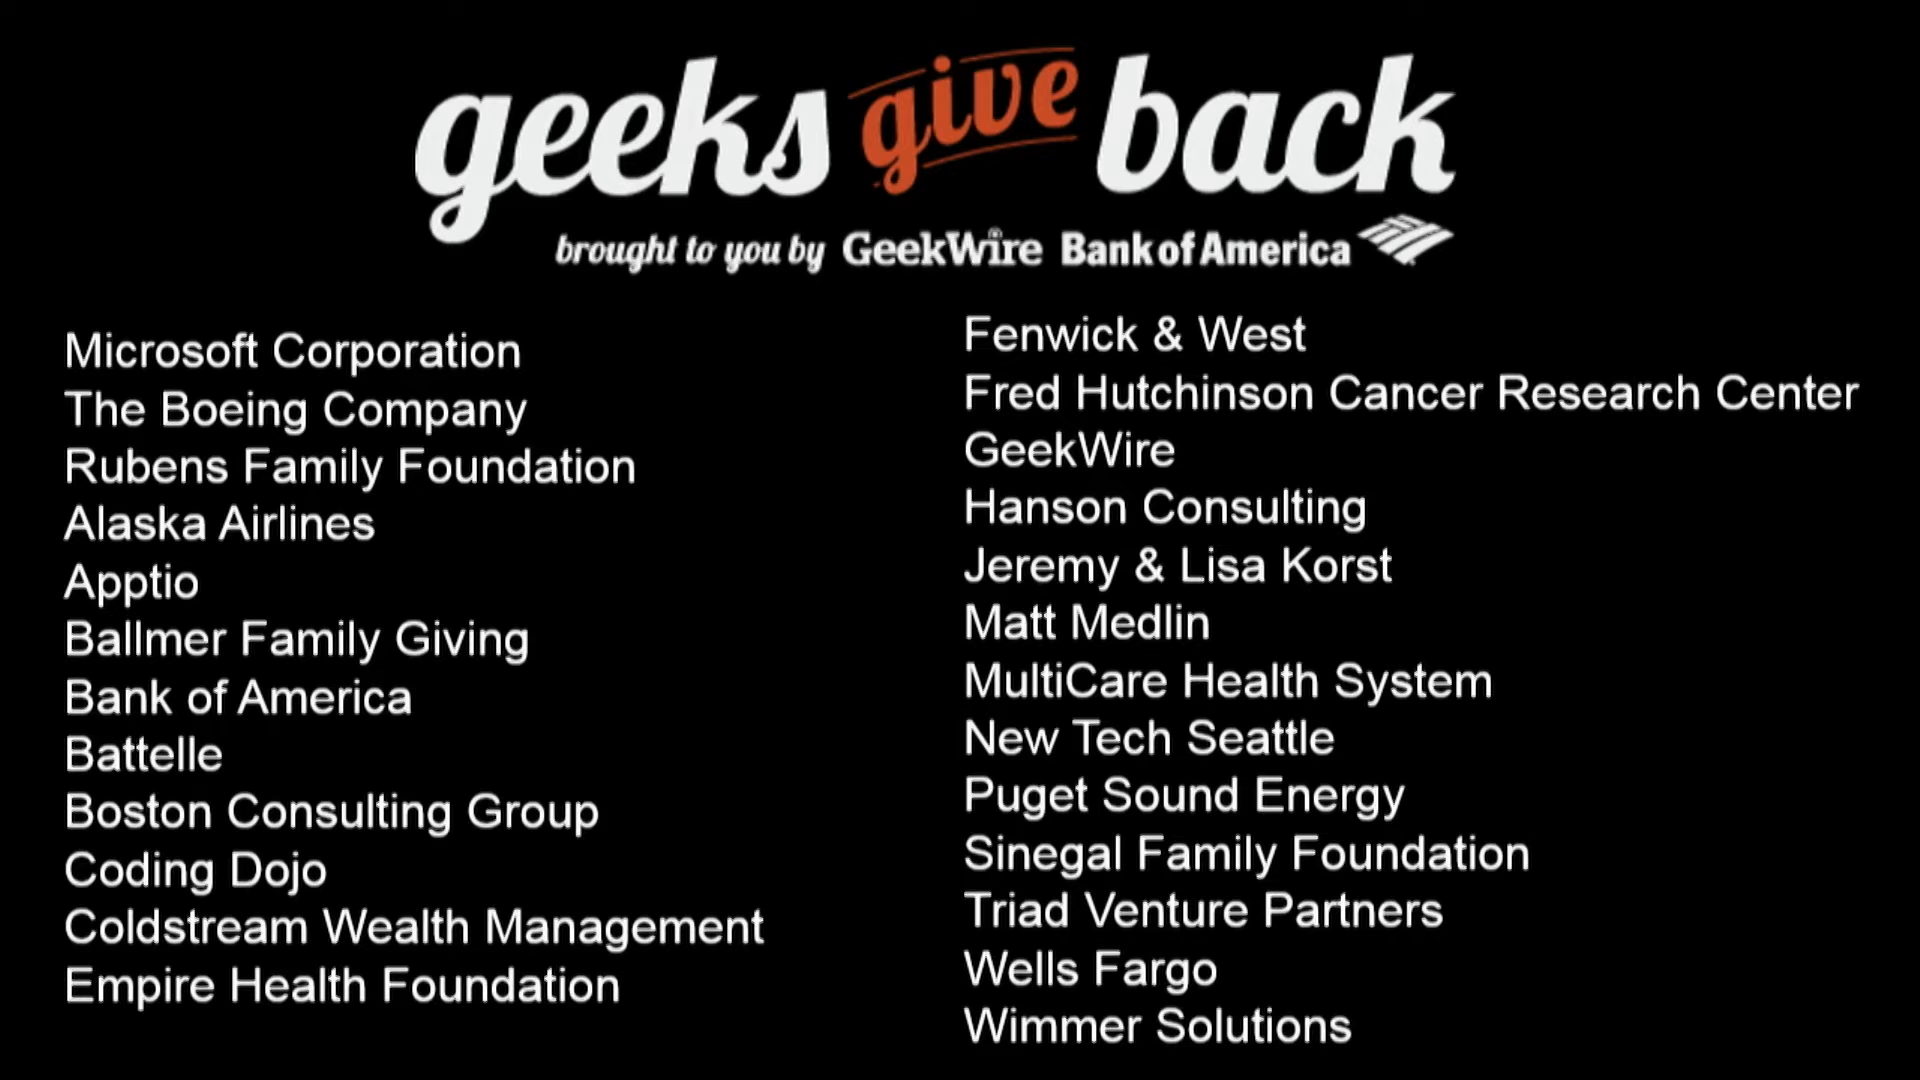 geeks give back
brought to you by GeekWire Bank of America
Microsoft Corporation
The Boeing Company
Rubens Family Foundation
Alaska Airlines
Apptio
Ballmer Family Giving
Bank of America
Battelle
Boston Consulting Group
Coding Dojo
Coldstream Wealth Management
Empire Health Foundation
Fenwick & West
Fred Hutchinson Cancer Research Center
GeekWire
Hanson Consulting
Jeremy & Lisa Korst
Matt Medlin
MultiCare Health System
New Tech Seattle
Puget Sound Energy
Sinegal Family Foundation
Triad Venture Partners
Wells Fargo
Wimmer Solutions